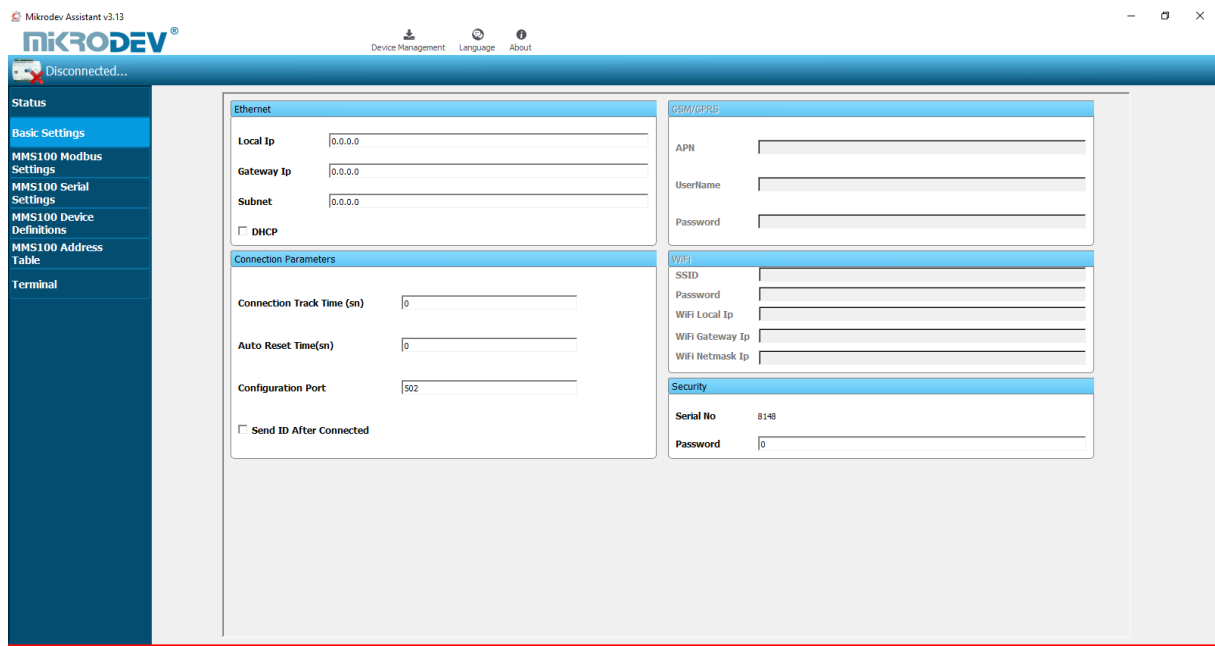 Mikrodev Assistant v3.13
MiKRODEV®
Device Management
Language
About
Disconnected...
Status
Basic Settings
MMS100 Modbus
Settings
MMS100 Serial
Settings
MMS100 Device
Definitions
MMS100 Address
Table
Terminal
Ethernet
Local Ip
0.0.0.0
Gateway Ip
0.0.0.0
Subnet
0.0.0.0
DHCP
Connection Parameters
Connection Track Time (sn)
0
Auto Reset Time(sn)
0
Configuration Port
502
Send ID After Connected
GSM/GPRS
APN
UserName
Password
WiFi
SSID
Password
WiFi Local Ip
WiFi Gateway Ip
WiFi Netmask Ip
Security
Serial No
8148
Password
0